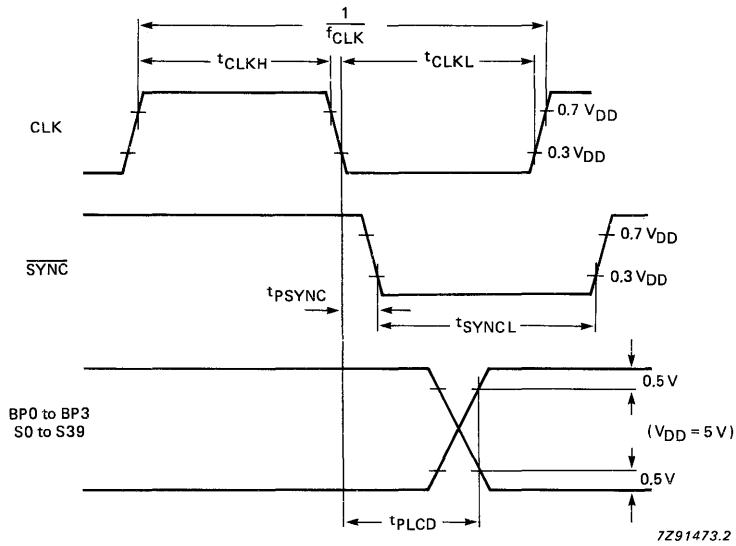 1
fCLK
tCLKH
tCLKL
CLK
0.7 VDD
0.3 VDD
SYNC
0.7 VDD
0.3 VDD
tPSYNC
tSYNCL
BP0 to BP3
S0 to S39
0.5 V
(VDD = 5 V)
0.5 V
tPLCD
7Z91473.2